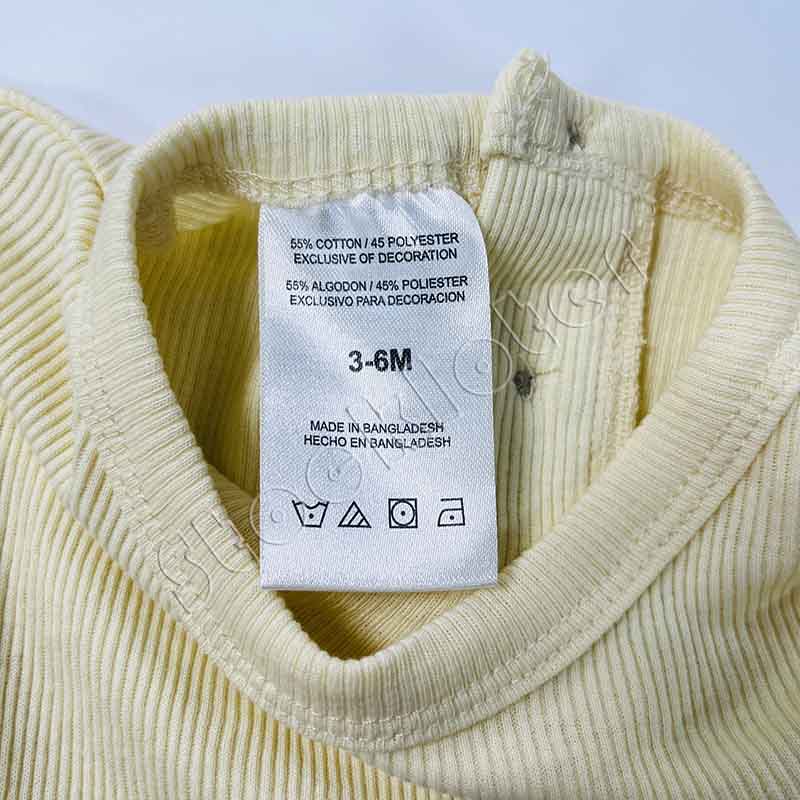 55% COTTON / 45 POLYESTER
EXCLUSIVE OF DECORATION
55% ALGODON / 45% POLIESTER
EXCLUSIVO PARA DECORACION
3-6M
MADE IN BANGLADESH
HECHO EN BANGLADESH